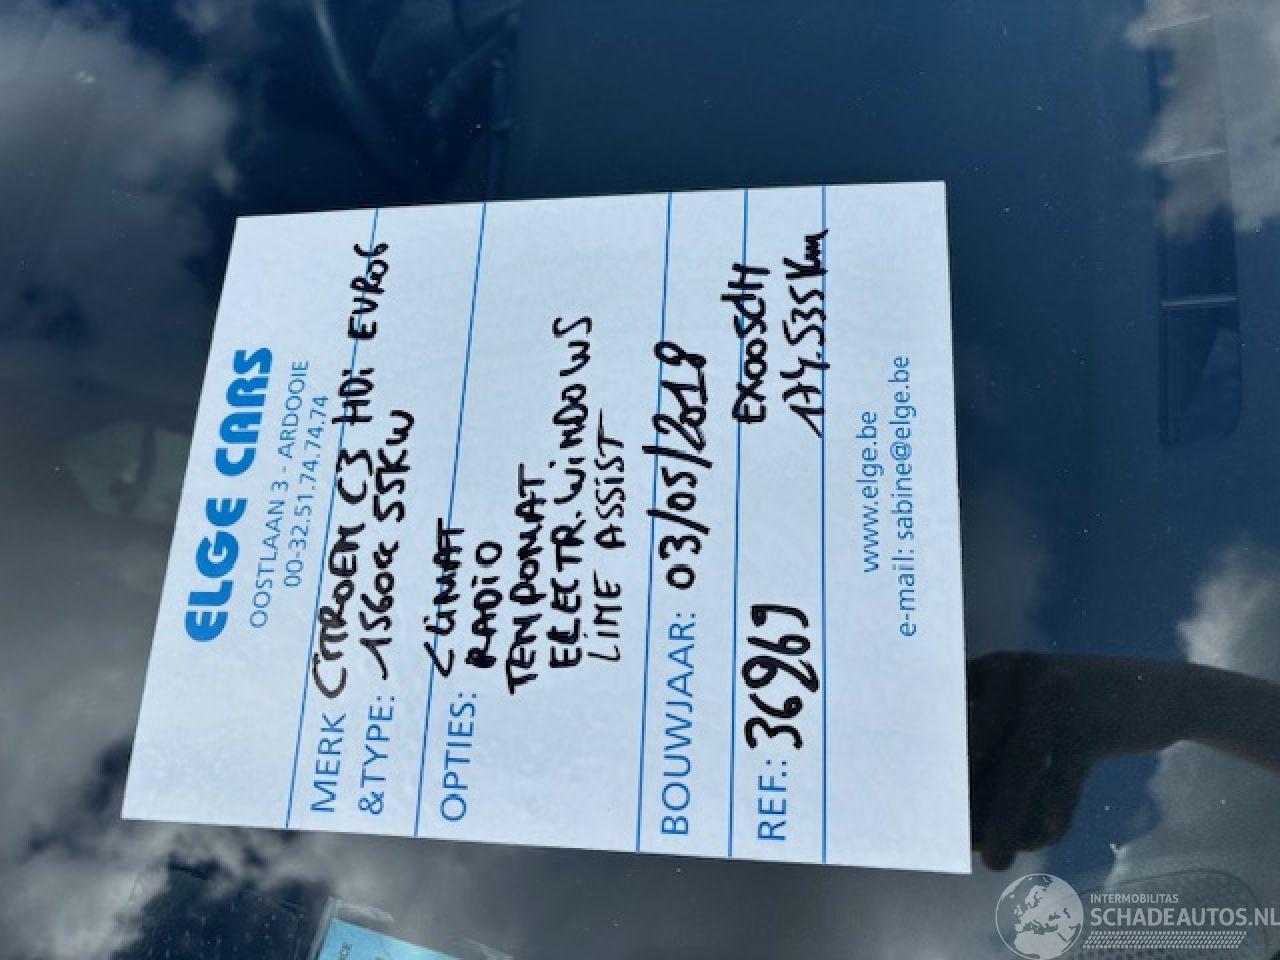 ELGE CARS
OOSTLAAN 3 - ARDOOIE
00-32.51.74.74.74
MERK CITROEN C3 HDi EURO6
& TYPE: 1560cc 55KW
OPTIES: CLIMAT
RADIO
TEMPOMAT
ELECTR. WINDOWS
LINE ASSIST
BOUWJAAR: 03/05/2018
REF.: 36969 EX005DH
174.535Km
www.elge.be
e-mail: sabine@elge.be
INTERMOBILITAS
SCHADEAUTOS.NL